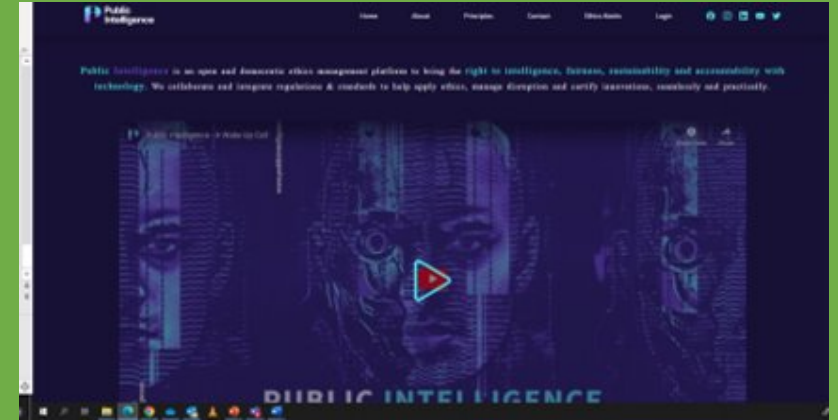 Public
Intelligence
Home About Principles Contact Ethics Login
Public Intelligence is an open and democratic ethics management platform to bring the right to intelligence, fairness, sustainability and accountability with
technology. We collaborate and integrate regulations & standards to help apply ethics, manage disruption and certify innovations, seamlessly and practically.
Public Intelligence - A Wake Up Call
Share
PUBLIC INTELLIGENCE